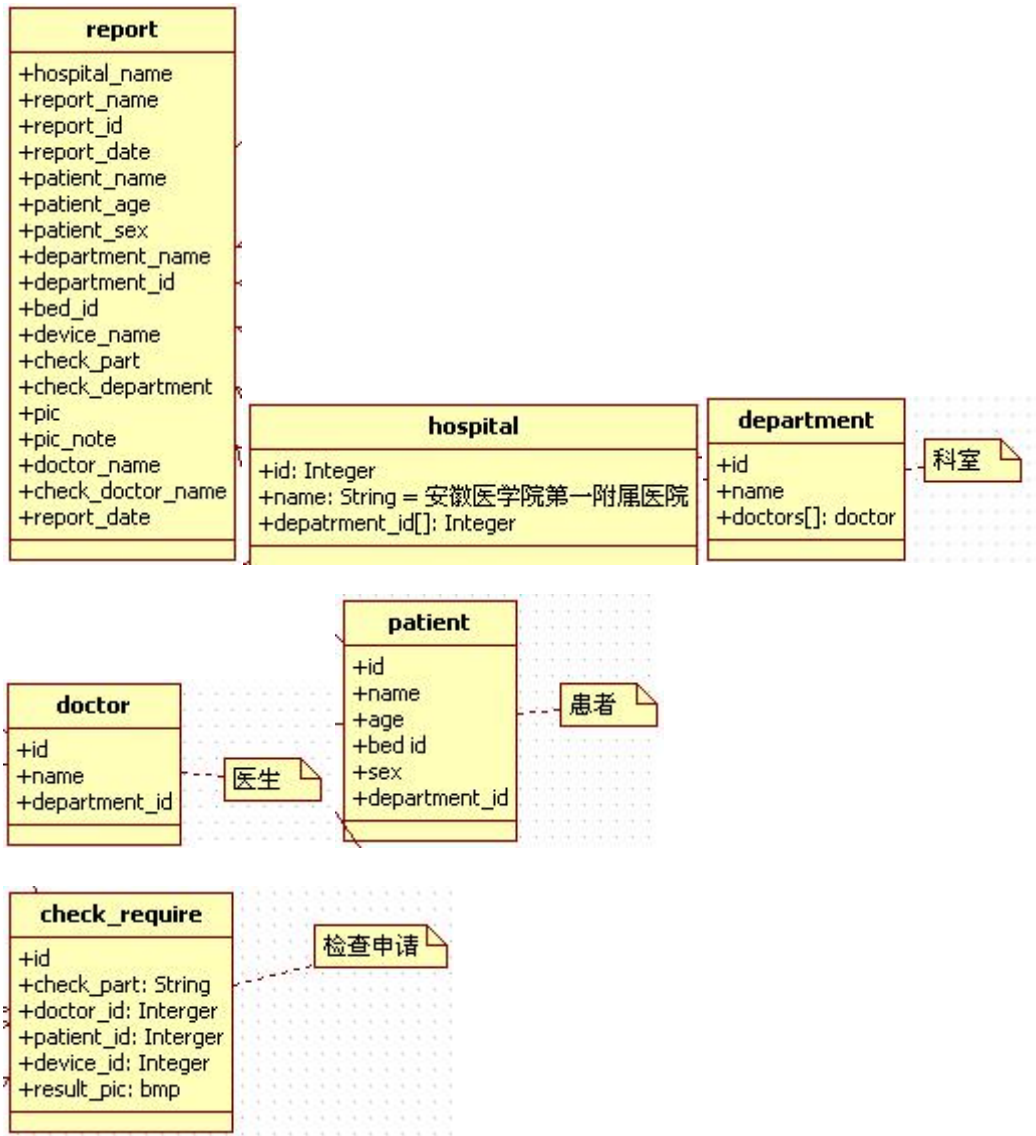 report
+hospital_name
+report_name
+report_id
+report_date
+patient_name
+patient_age
+patient_sex
+department_name
+department_id
+bed_id
+device_name
+check_part
+check_department
+pic
+pic_note
+doctor_name
+check_doctor_name
+report_date
hospital
+id: Integer
+name: String = 安徽医学院第一附属医院
+depatrment_id[]: Integer
department
+id
+name
+doctors[]: doctor
科室
doctor
+id
+name
+department_id
医生
patient
+id
+name
+age
+bed id
+sex
+department_id
患者
check_require
+id
+check_part: String
+doctor_id: Interger
+patient_id: Interger
+device_id: Integer
+result_pic: bmp
检查申请